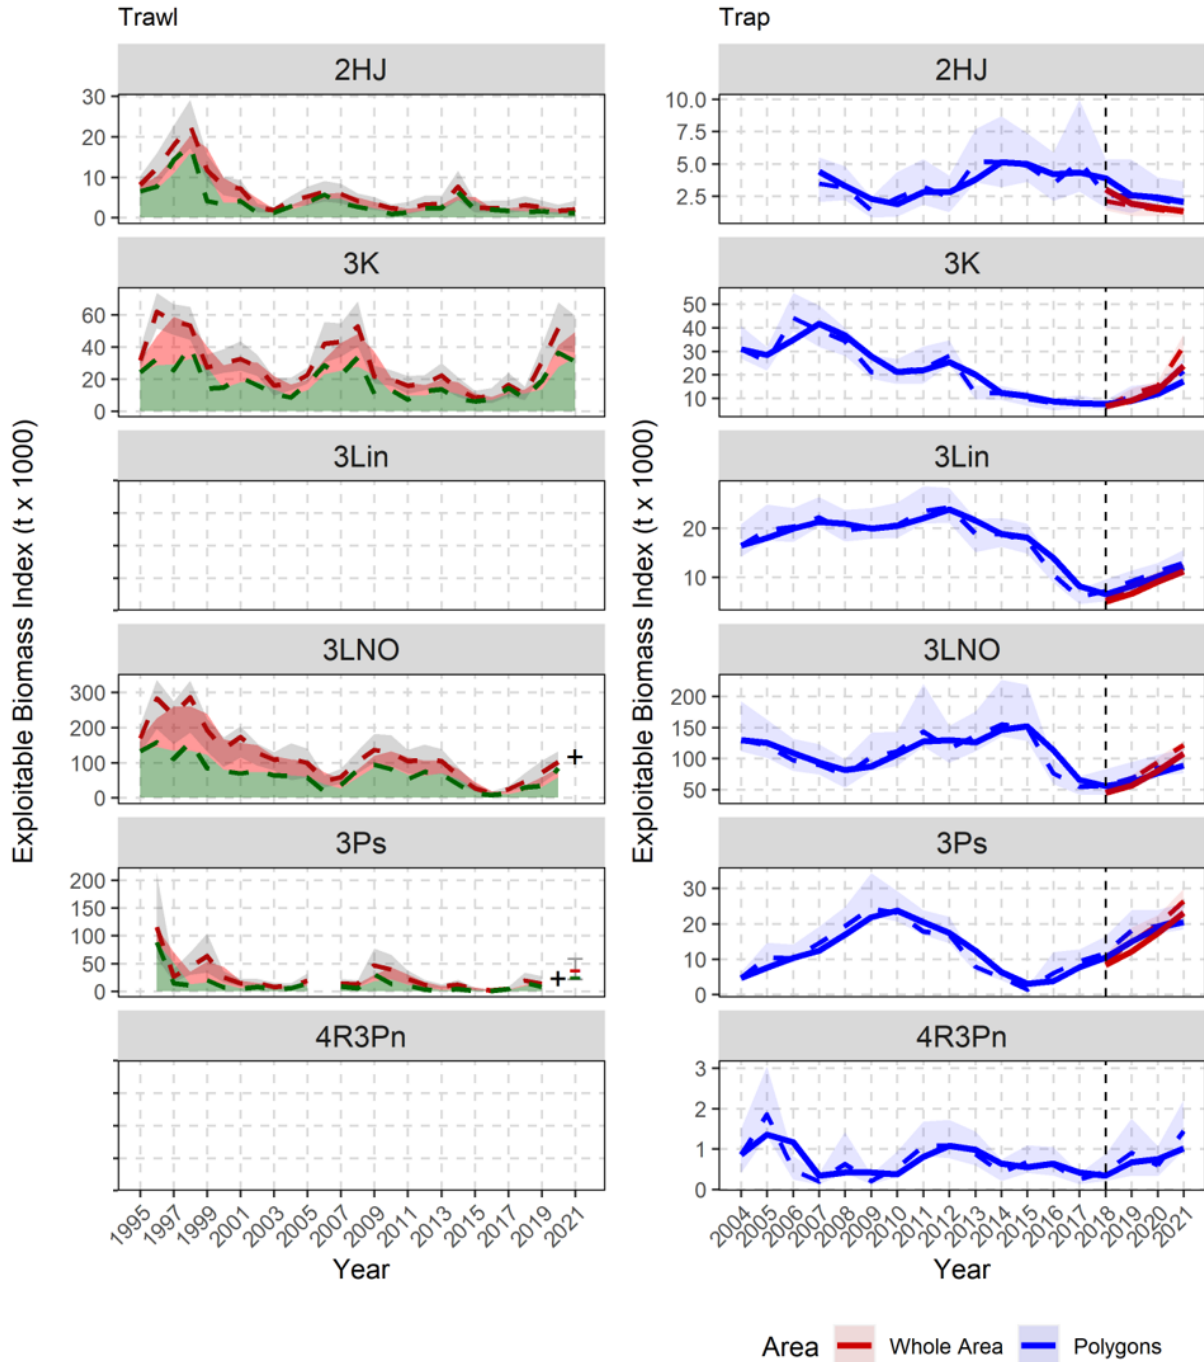 Trawl
2HJ
30
20
10
0
3K
60
40
20
0
3Lin
3LNO
300
200
100
0
3Ps
200
150
100
50
0
4R3Pn
1995 1997 1999 2001 2003 2005 2007 2009 2011 2013 2015 2017 2019 2021
Year
Exploitable Biomass Index (t x 1000)
Trap
2HJ
10.0
7.5
5.0
2.5
3K
50
40
30
20
10
3Lin
20
10
3LNO
200
150
100
50
3Ps
30
20
10
0
4R3Pn
3
2
1
0
2004 2005 2006 2007 2008 2009 2010 2011 2012 2013 2014 2015 2016 2017 2018 2019 2020 2021
Year
Exploitable Biomass Index (t x 1000)
Area Whole Area Polygons